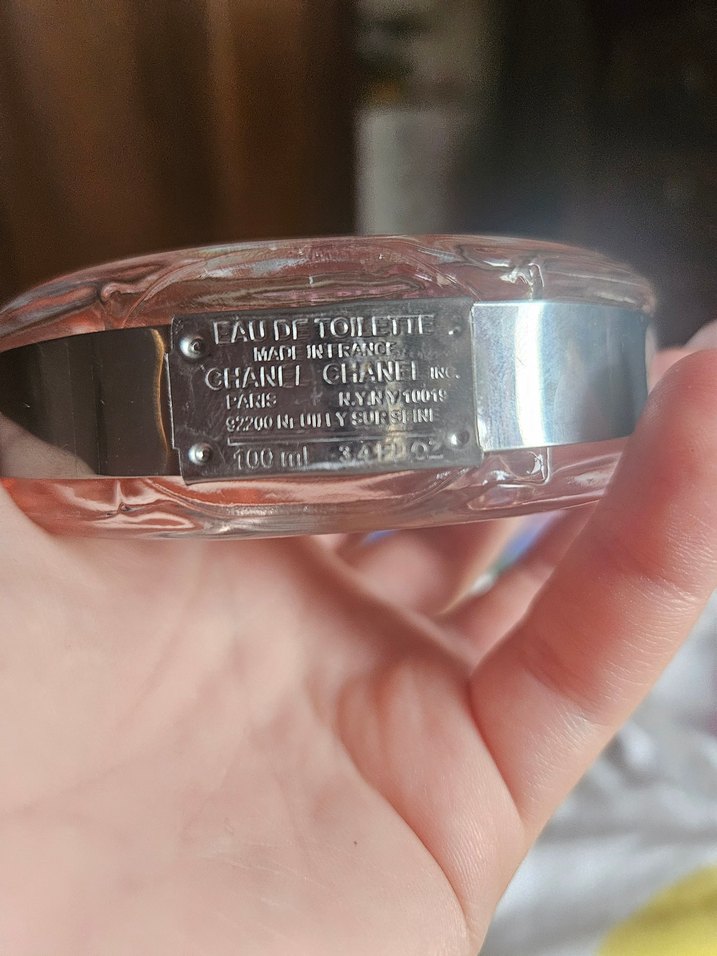 EAU DE TOILETTE
MADE IN FRANCE
CHANEL CHANEL INC.
PARIS N.Y.N.Y 10019
92200 NEUILLY SUR SEINE
100 ml 3.4 FL OZ